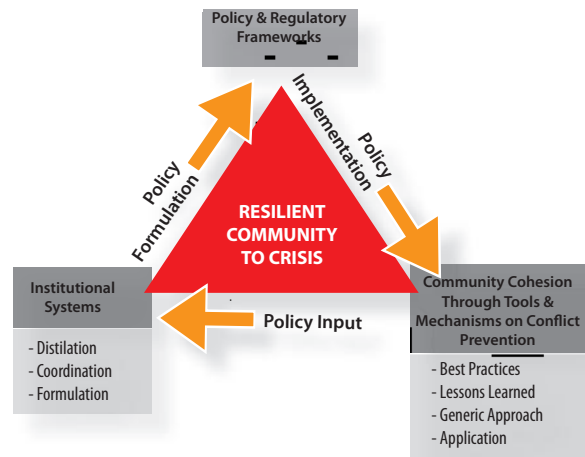 Policy & Regulatory
Frameworks
Policy
Formulation
Policy
Implementation
RESILIENT
COMMUNITY
TO CRISIS
Institutional
Systems
- Distilation
- Coordination
- Formulation
Policy Input
Community Cohesion
Through Tools &
Mechanisms on Conflict
Prevention
- Best Practices
- Lessons Learned
- Generic Approach
- Application